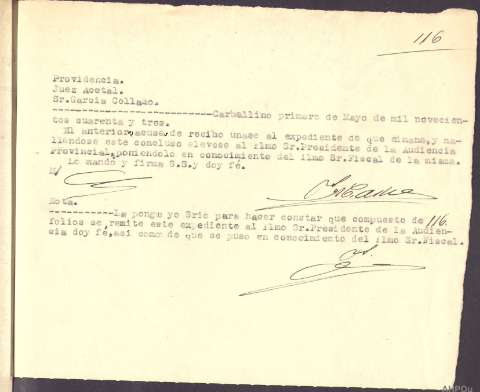 116
Providencia.
Juez Acctal.
Sr.Garcia Collazo.
----------------------------Carballino primero de Mayo de mil novecien-
tos cuarenta y tres.
El anterior,acuse de recibo unase al expediente de que dimana,y ha-
llandose este concluso elevese al Ilmo Sr.Presidente de la Audiencia
Provincial,poniendolo en conocimiento del Ilmo Sr.Fiscal de la misma.
Lo mandó y firma S.Sª y doy fé.
Nota.
-----------La pongo yo Srio para hacer constar que compuesto de 116
folios se,remite este expediente al Ilmo Sr.Presidente de la Audien-
cia doy fé,asi como de que se puso en conocimiento del Ilmo Sr.Fiscal.
AHPOu